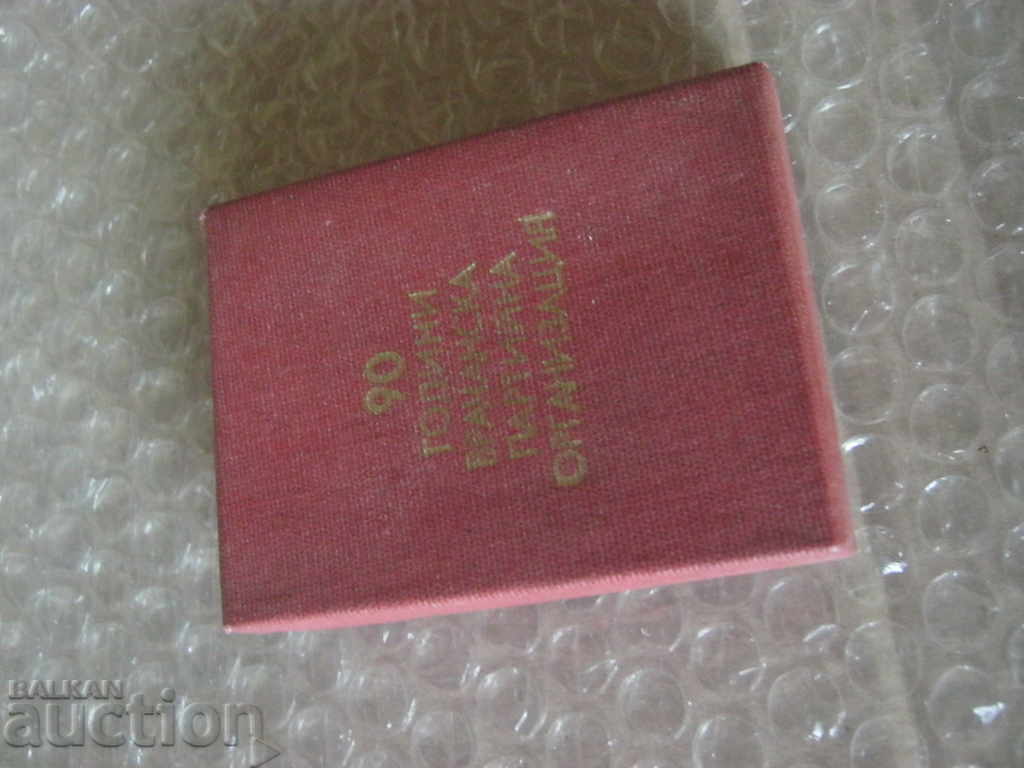 90
ГОДИНИ
ВРАЧАНСКА
ПАРТИЙНА
ОРГАНИЗАЦИЯ
BALKAN
auction